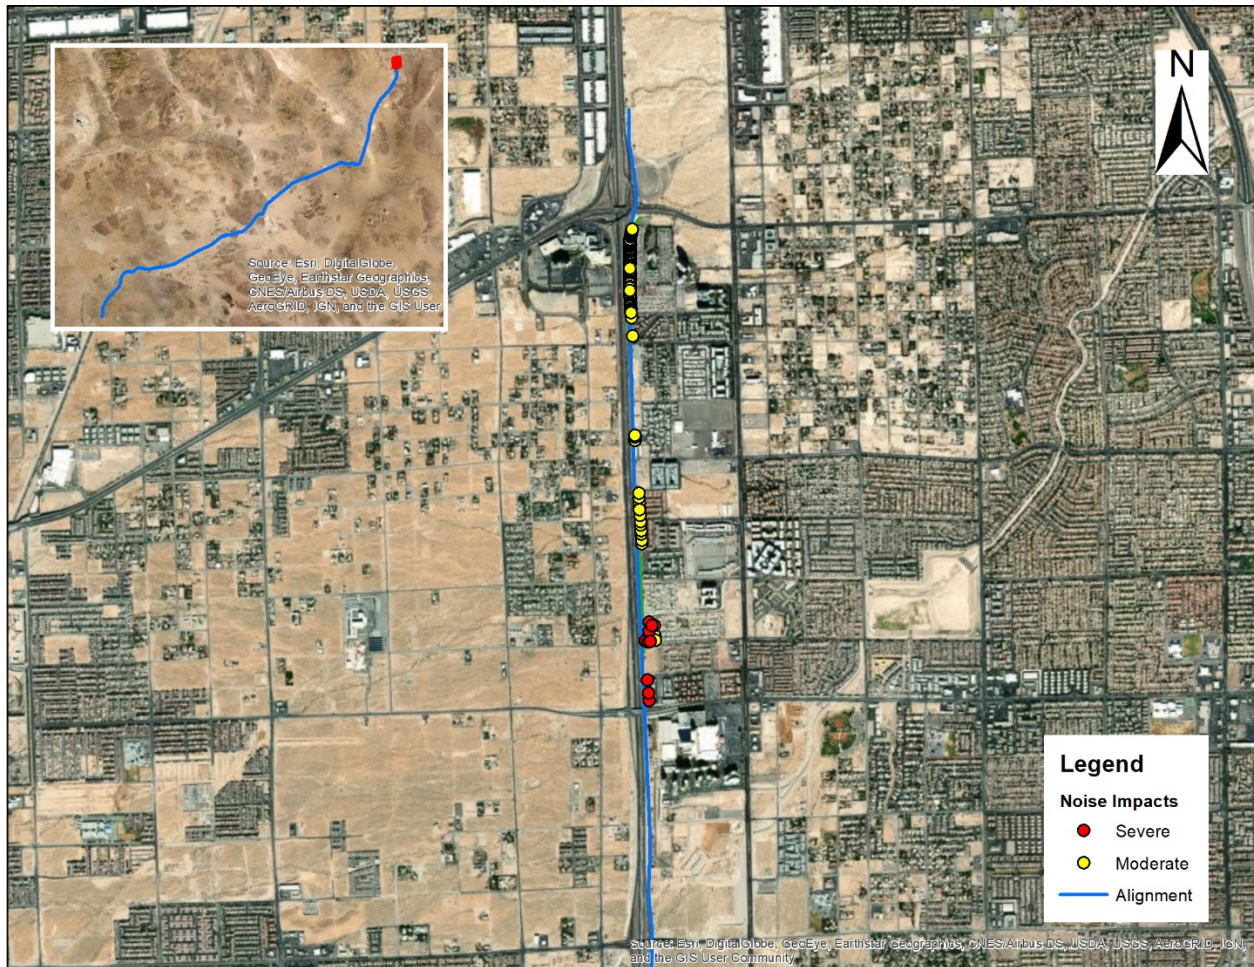 Source: Esri, DigitalGlobe,
GeoEye, Earthstar Geographics,
CNES/Airbus DS, USDA, USGS,
AeroGRID, IGN, and the GIS User
N
Legend
Noise Impacts
Severe
Moderate
Alignment
Source: Esri, DigitalGlobe, GeoEye, Earthstar Geographics, CNES/Airbus DS, USDA, USGS, AeroGRID, IGN,
and the GIS User Community